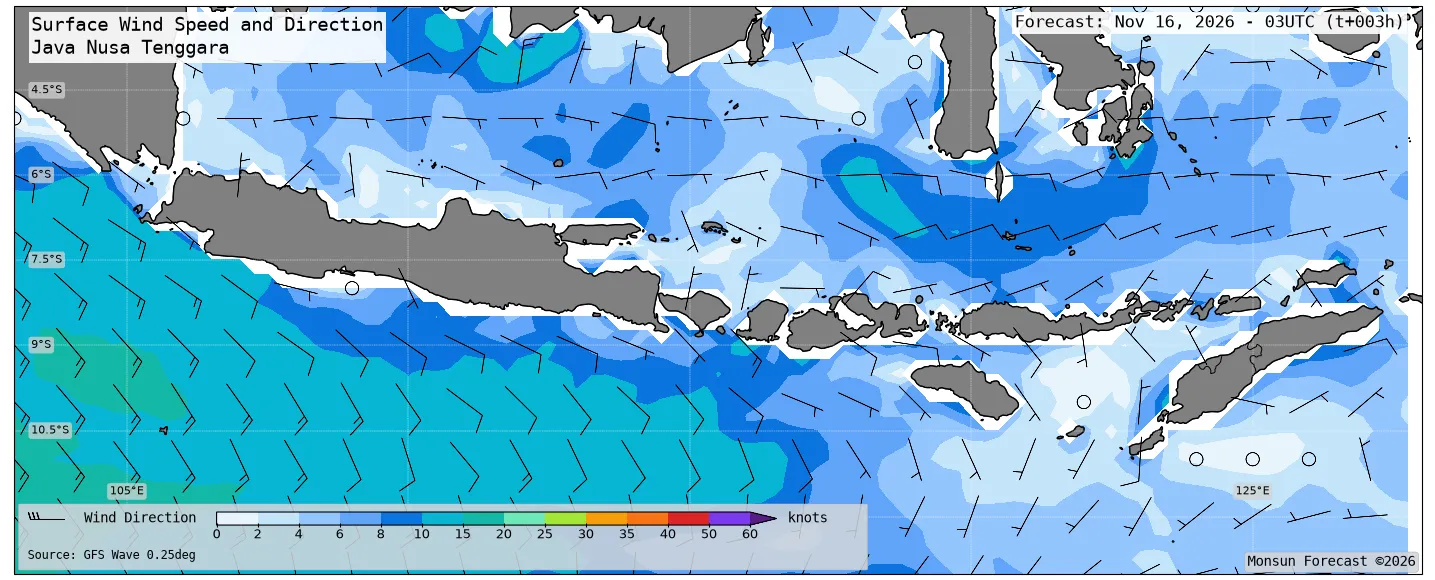 Surface Wind Speed and Direction
Java Nusa Tenggara
Forecast: Nov 16, 2026 - 03UTC (t+003h)
4.5°S
6°S
7.5°S
9°S
10.5°S
105°E
125°E
Wind Direction
0 2 4 6 8 10 15 20 25 30 35 40 50 60
knots
Source: GFS Wave 0.25deg
Monsun Forecast ©2026